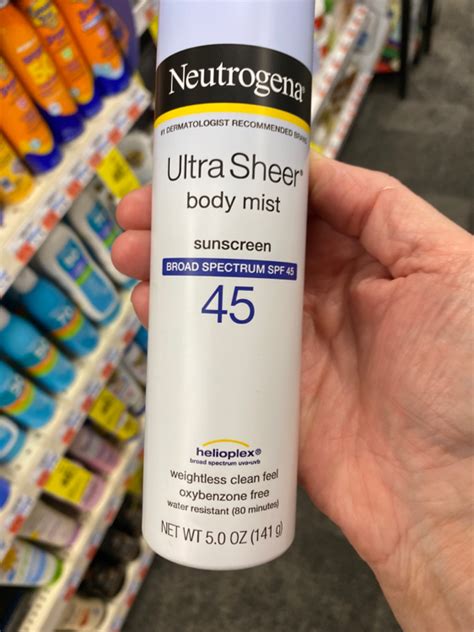 Neutrogena®
#1 DERMATOLOGIST RECOMMENDED BRAND
Ultra Sheer®
body mist
sunscreen
BROAD SPECTRUM SPF 45
45
helioplex®
broad spectrum uva-uvb
weightless clean feel
oxybenzone free
water resistant (80 minutes)
NET WT 5.0 OZ (141 g)